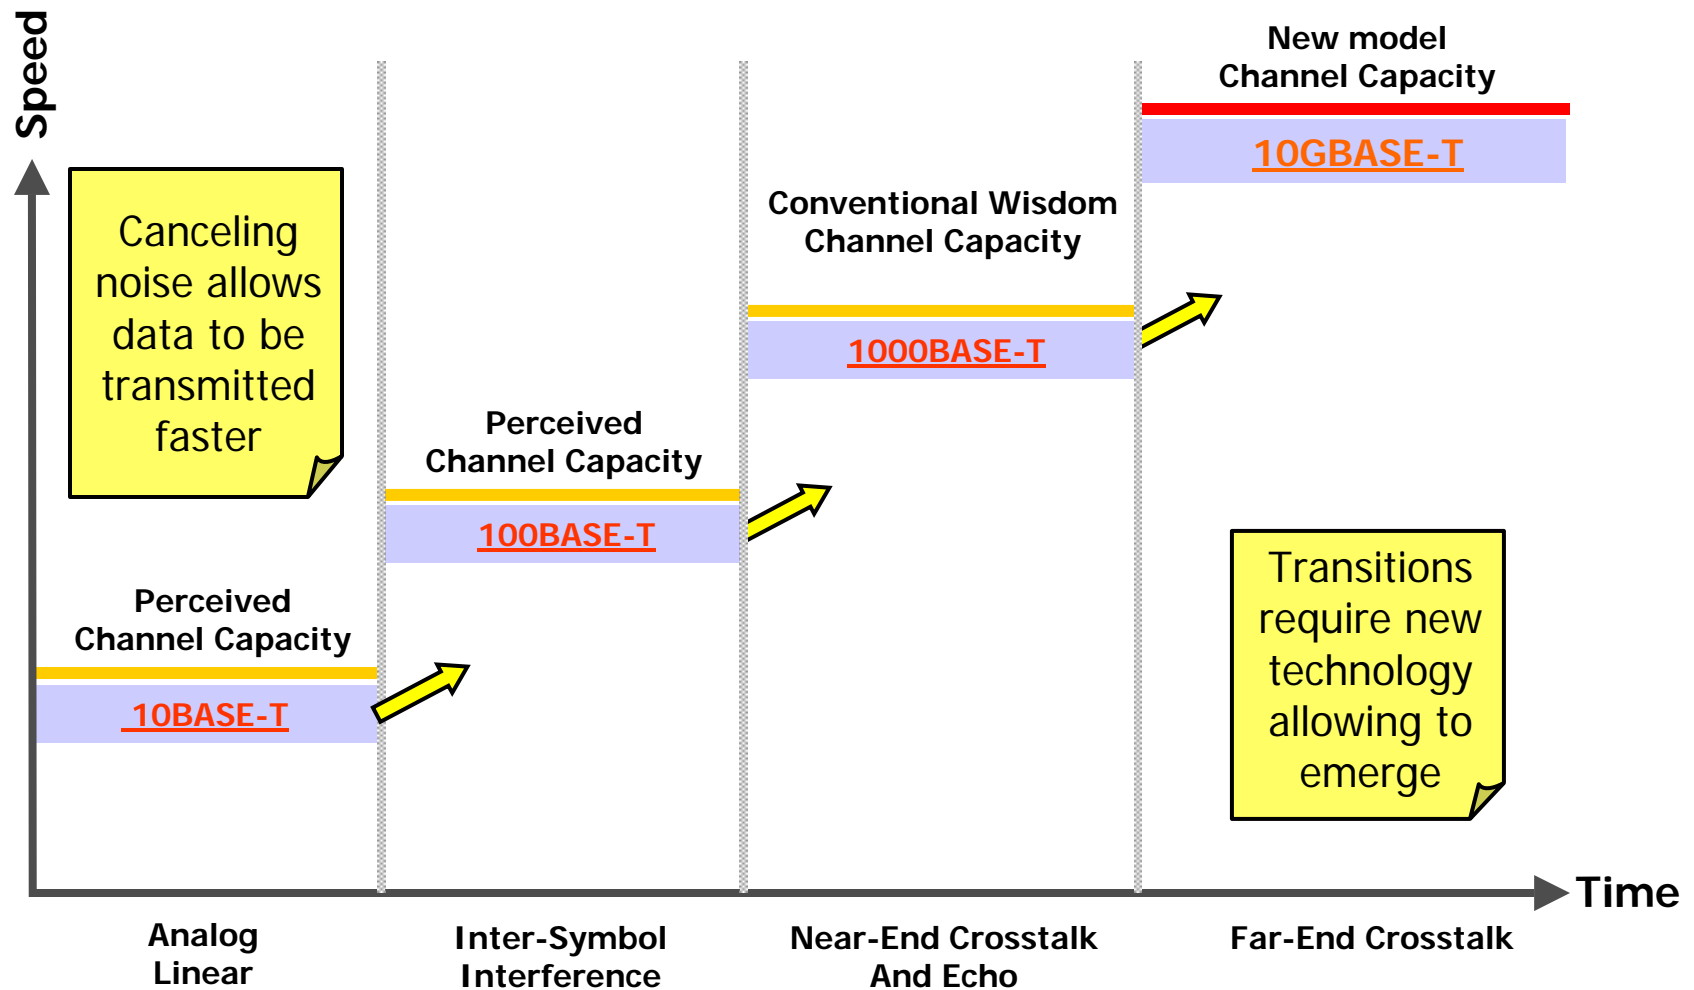 Speed
New model
Channel Capacity
10GBASE-T
Canceling
noise allows
data to be
transmitted
faster
Conventional Wisdom
Channel Capacity
1000BASE-T
Perceived
Channel Capacity
100BASE-T
Perceived
Channel Capacity
10BASE-T
Transitions
require new
technology
allowing to
emerge
Time
Analog
Linear
Inter-Symbol
Interference
Near-End Crosstalk
And Echo
Far-End Crosstalk